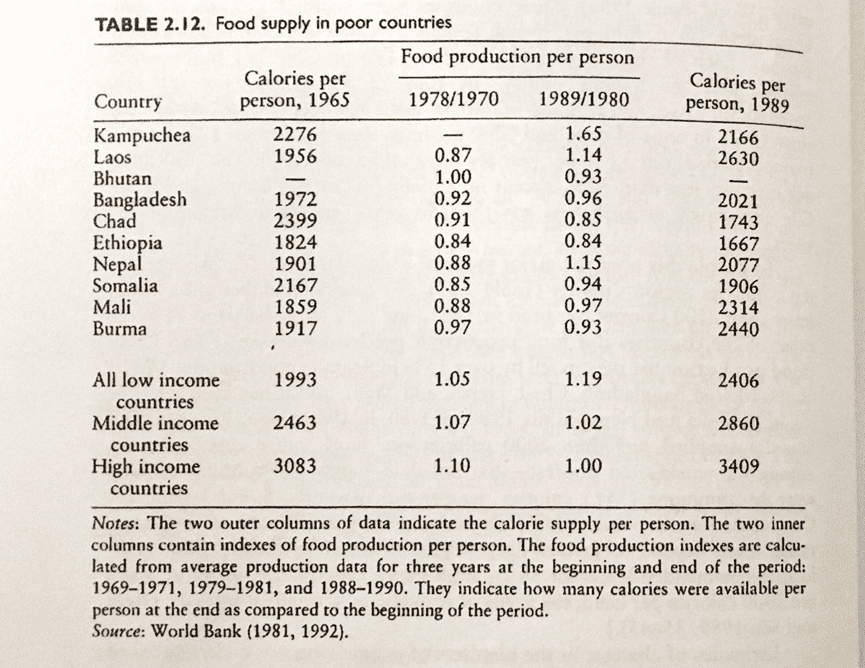 TABLE 2.12. Food supply in poor countries
Food production per person
Calories per Calories per
Country person, 1965 1978/1970 1989/1980 person, 1989
Kampuchea 2276 — 1.65 2166
Laos 1956 0.87 1.14 2630
Bhutan — 1.00 0.93 —
Bangladesh 1972 0.92 0.96 2021
Chad 2399 0.91 0.85 1743
Ethiopia 1824 0.84 0.84 1667
Nepal 1901 0.88 1.15 2077
Somalia 2167 0.85 0.94 1906
Mali 1859 0.88 0.97 2314
Burma 1917 0.97 0.93 2440
All low income 1993 1.05 1.19 2406
countries
Middle income 2463 1.07 1.02 2860
countries
High income 3083 1.10 1.00 3409
countries
Notes: The two outer columns of data indicate the calorie supply per person. The two inner
columns contain indexes of food production per person. The food production indexes are calcu-
lated from average production data for three years at the beginning and end of the period:
1969–1971, 1979–1981, and 1988–1990. They indicate how many calories were available per
person at the end as compared to the beginning of the period.
Source: World Bank (1981, 1992).